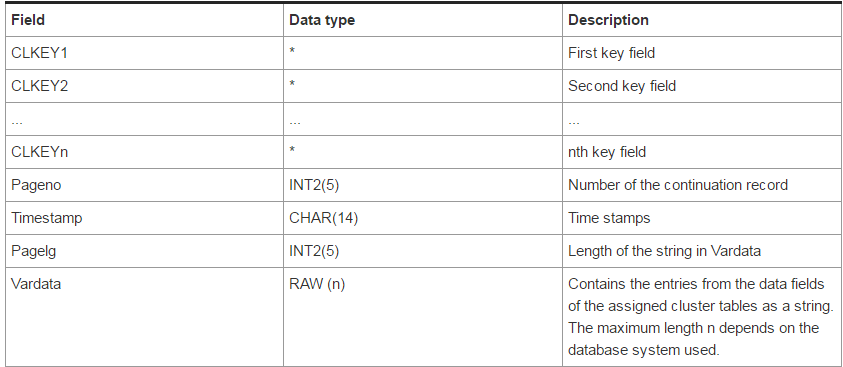 Field Data type Description
CLKEY1 * First key field
CLKEY2 * Second key field
... ... ...
CLKEYn * nth key field
Pageno INT2(5) Number of the continuation record
Timestamp CHAR(14) Time stamps
Pagelg INT2(5) Length of the string in Vardata
Vardata RAW (n) Contains the entries from the data fields
of the assigned cluster tables as a string.
The maximum length n depends on the
database system used.